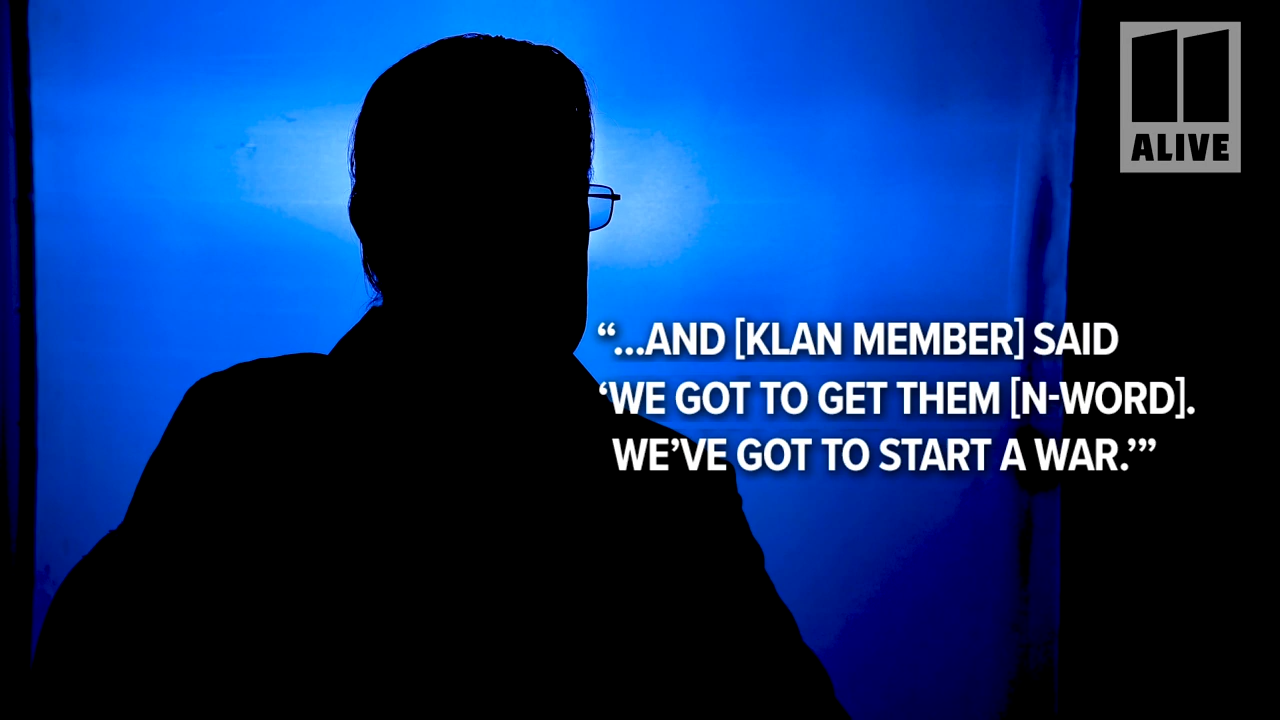 ALIVE
“...AND [KLAN MEMBER] SAID
‘WE GOT TO GET THEM [N-WORD].
WE’VE GOT TO START A WAR.’”